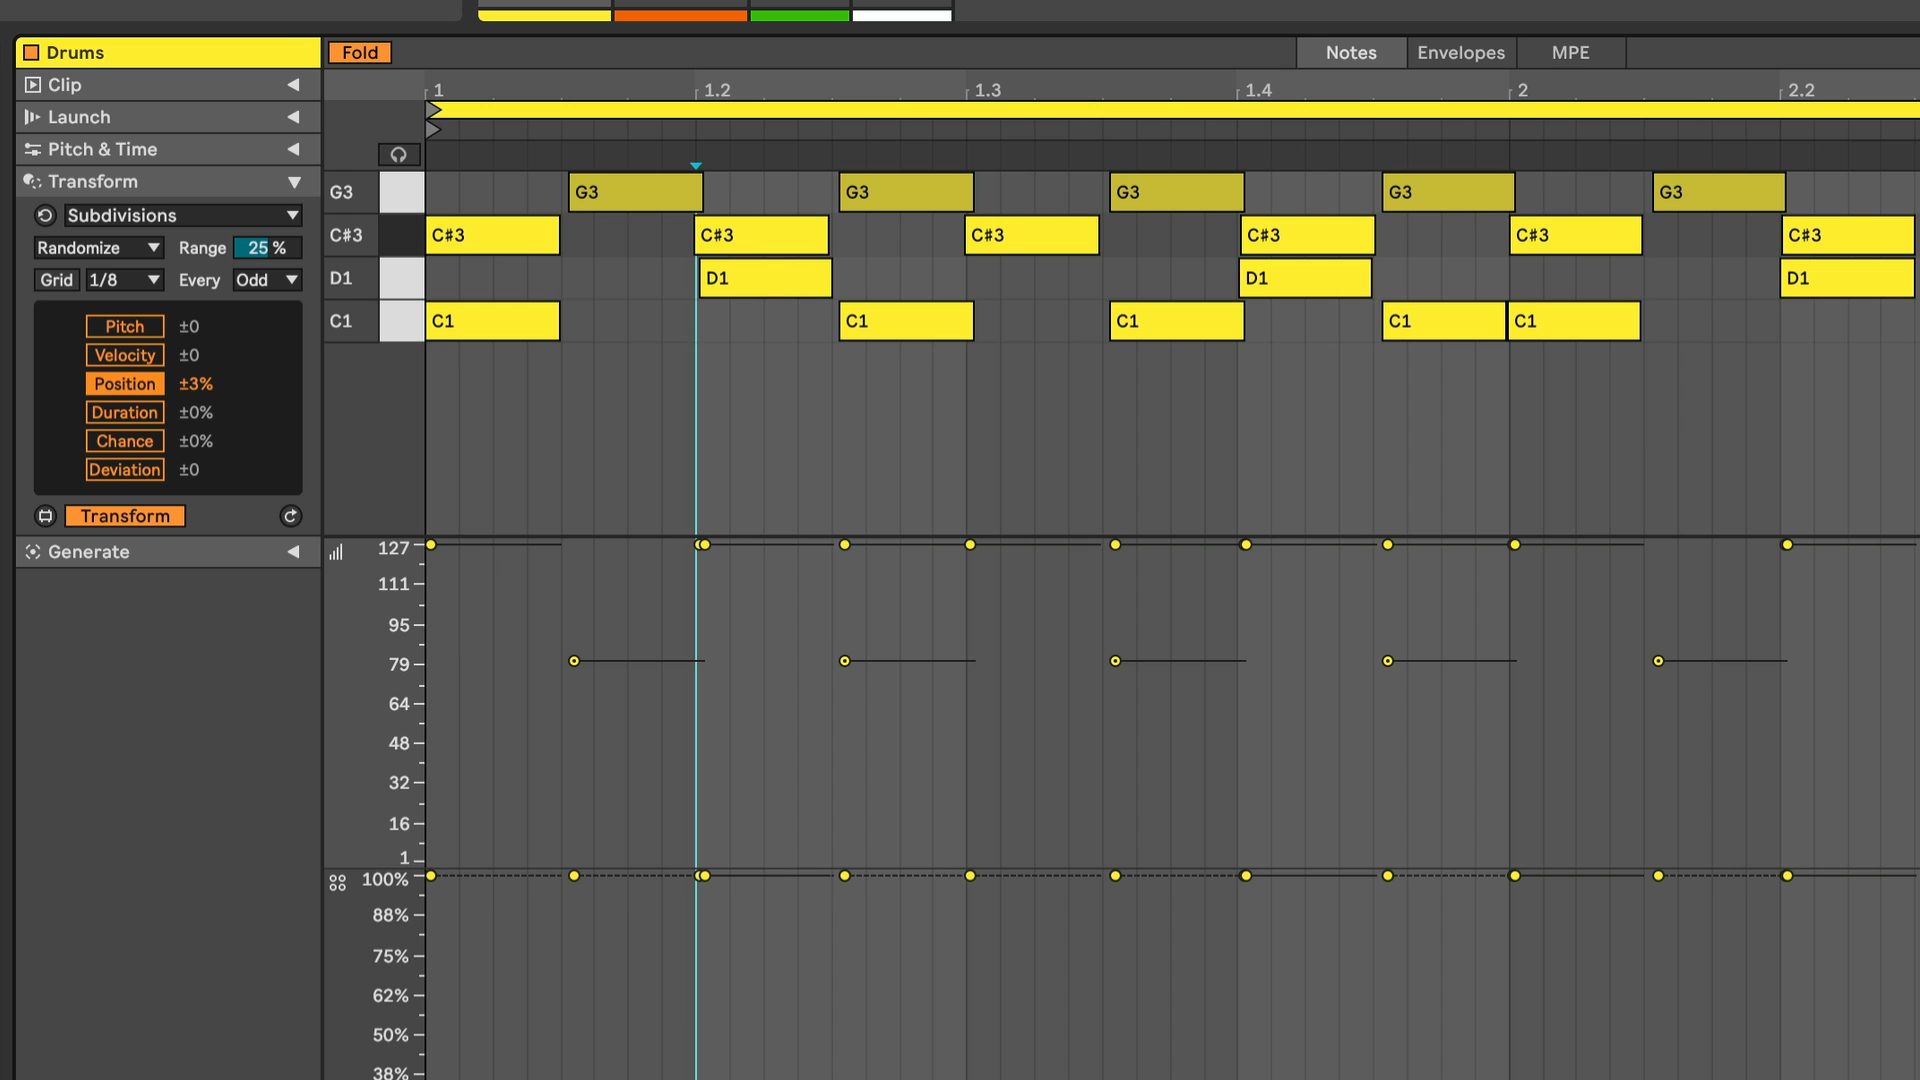 Drums
Fold
Notes
Envelopes
MPE
Clip
1
1.2
1.3
1.4
2
2.2
Launch
Pitch & Time
Transform
Subdivisions
Randomize
Range
25 %
Grid
1/8
Every
Odd
Pitch ±0
Velocity ±0
Position ±3%
Duration ±0%
Chance ±0%
Deviation ±0
Transform
Generate
G3 G3 G3 G3 G3 G3
C#3 C#3 C#3 C#3 C#3 C#3 C#3
D1 D1 D1 D1
C1 C1 C1 C1 C1 C1
127
111
95
79
64
48
32
16
1
100%
88%
75%
62%
50%
38%